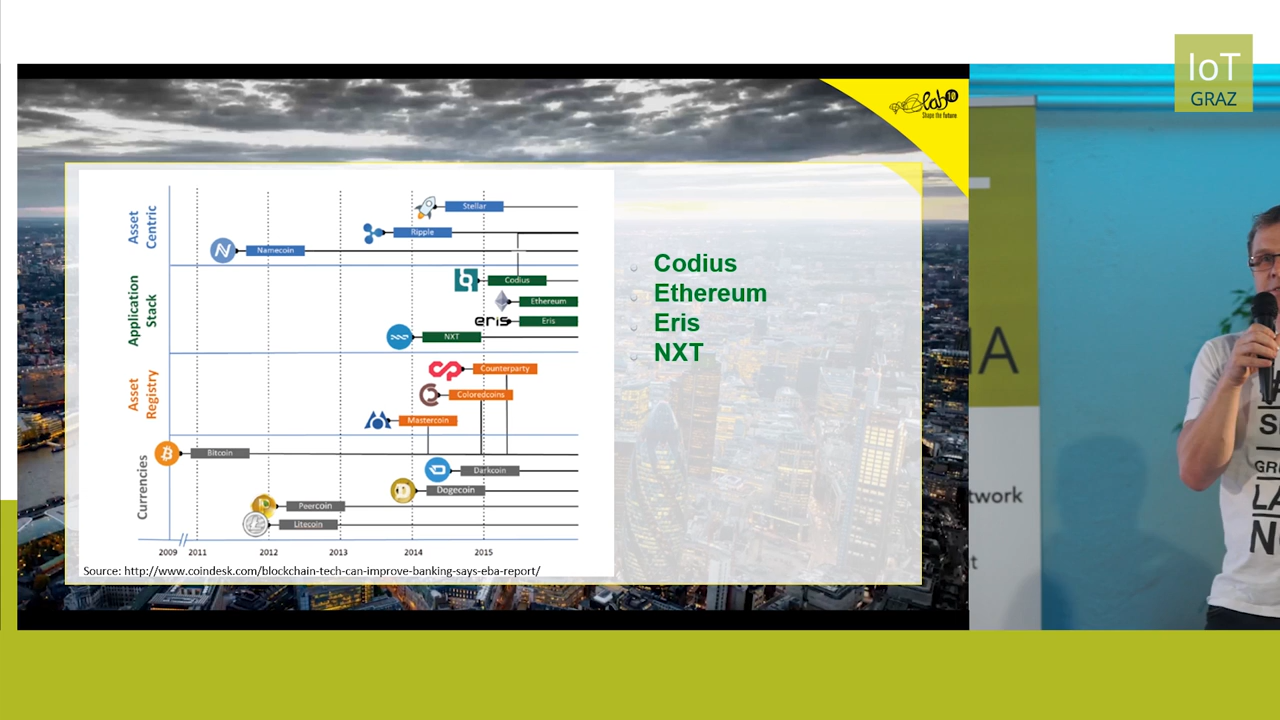 IoT
GRAZ
lab10
Shape the future
Asset
Centric
Stellar
Ripple
Namecoin
Application
Stack
Codius
Ethereum
eris
Eris
NXT
Asset
Registry
Counterparty
Coloredcoins
Mastercoin
Currencies
Bitcoin
Darkcoin
Dogecoin
Peercoin
Litecoin
2009 2011 2012 2013 2014 2015
Source: http://www.coindesk.com/blockchain-tech-can-improve-banking-says-eba-report/
Codius
Ethereum
Eris
NXT